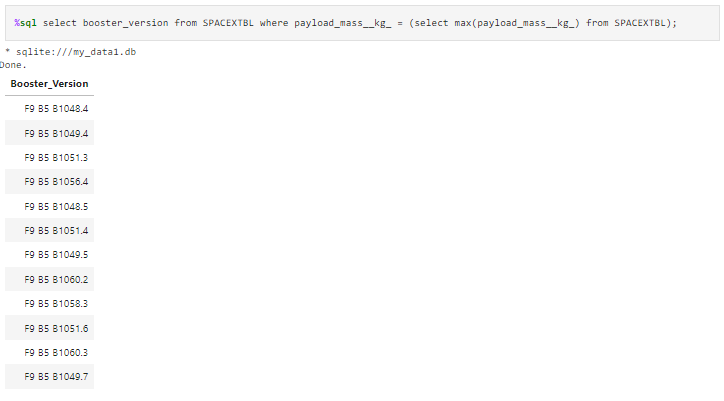 %sql select booster_version from SPACEXTBL where payload_mass__kg_ = (select max(payload_mass__kg_) from SPACEXTBL);
* sqlite:///my_data1.db
Done.
Booster_Version
F9 B5 B1048.4
F9 B5 B1049.4
F9 B5 B1051.3
F9 B5 B1056.4
F9 B5 B1048.5
F9 B5 B1051.4
F9 B5 B1049.5
F9 B5 B1060.2
F9 B5 B1058.3
F9 B5 B1051.6
F9 B5 B1060.3
F9 B5 B1049.7